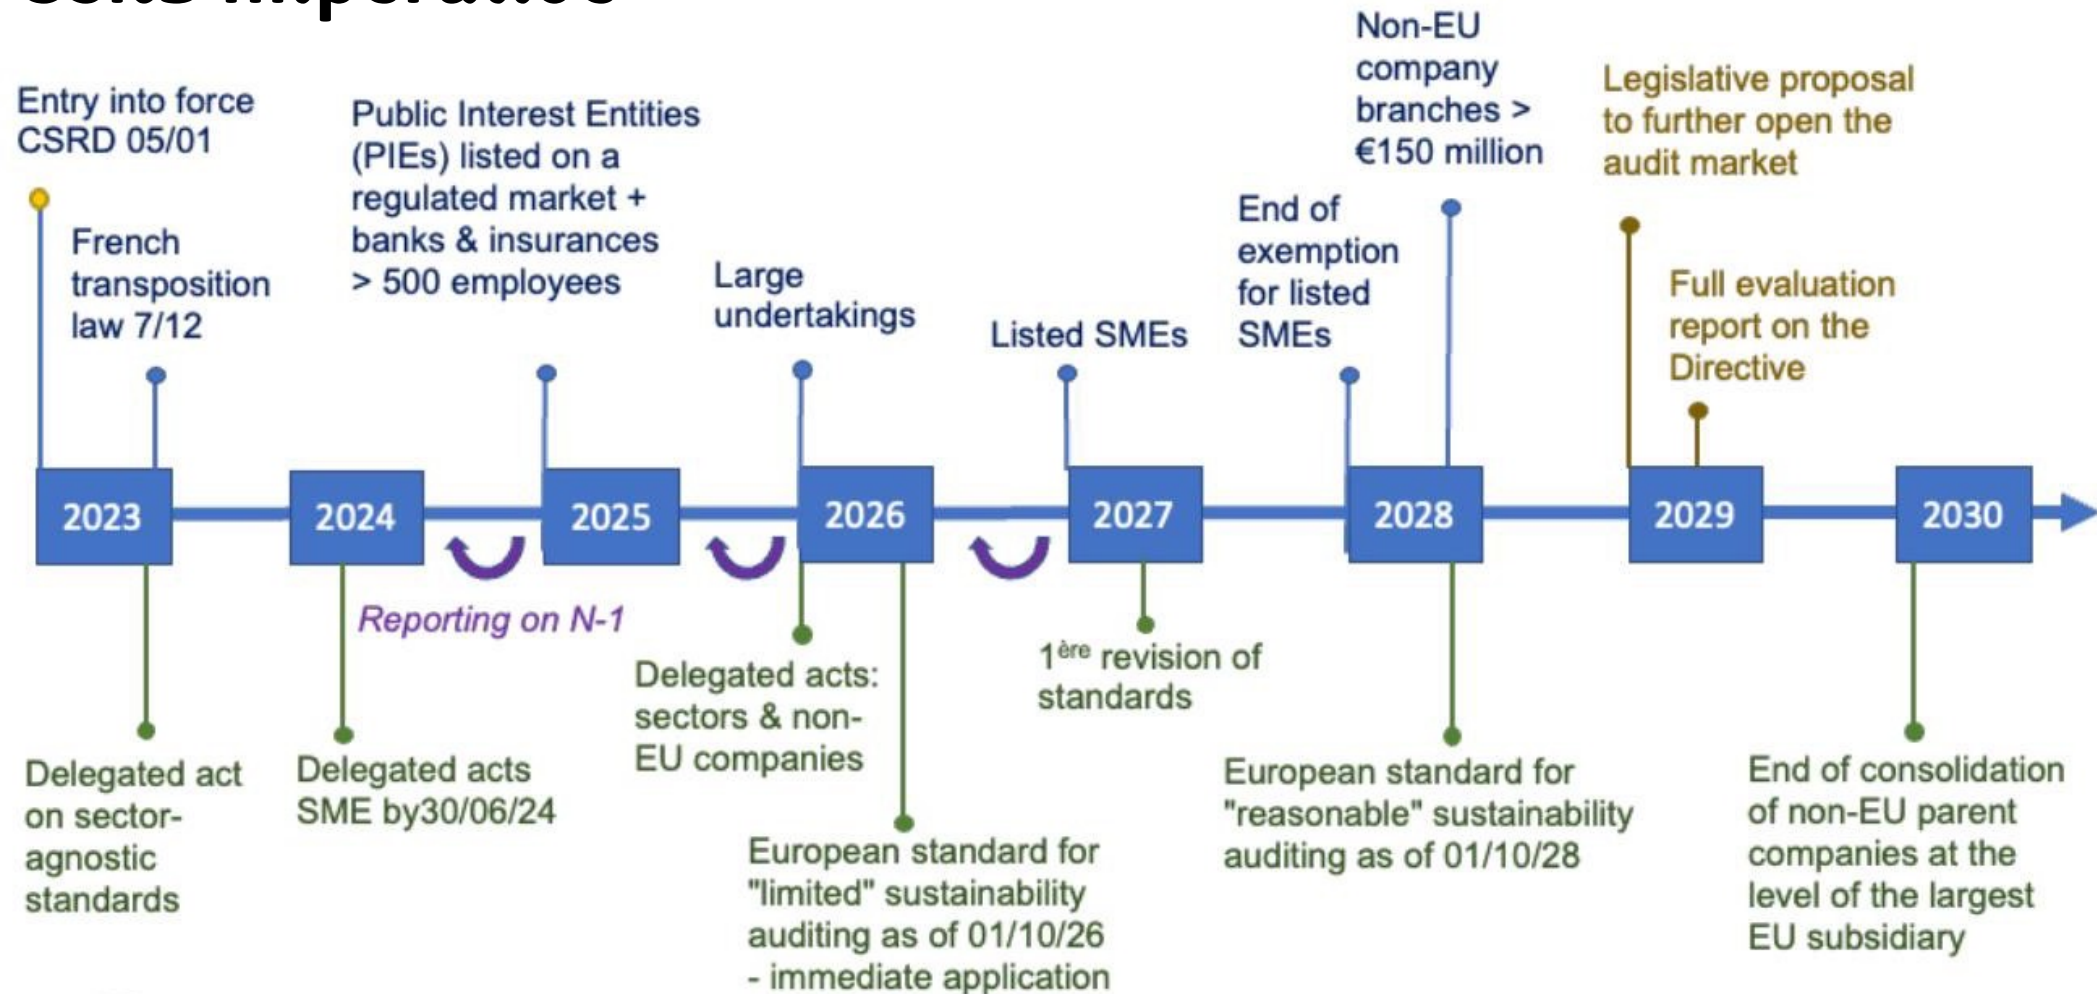 Entry into force
CSRD 05/01
French
transposition
law 7/12
Public Interest Entities
(PIEs) listed on a
regulated market +
banks & insurances
> 500 employees
Large
undertakings
Listed SMEs
End of
exemption
for listed
SMEs
Non-EU
company
branches >
€150 million
Legislative proposal
to further open the
audit market
Full evaluation
report on the
Directive
2023
2024
2025
2026
2027
2028
2029
2030
Reporting on N-1
Delegated act
on sector-
agnostic
standards
Delegated acts
SME by30/06/24
Delegated acts:
sectors & non-
EU companies
European standard for
"limited" sustainability
auditing as of 01/10/26
- immediate application
1ère revision of
standards
European standard for
"reasonable" sustainability
auditing as of 01/10/28
End of consolidation
of non-EU parent
companies at the
level of the largest
EU subsidiary